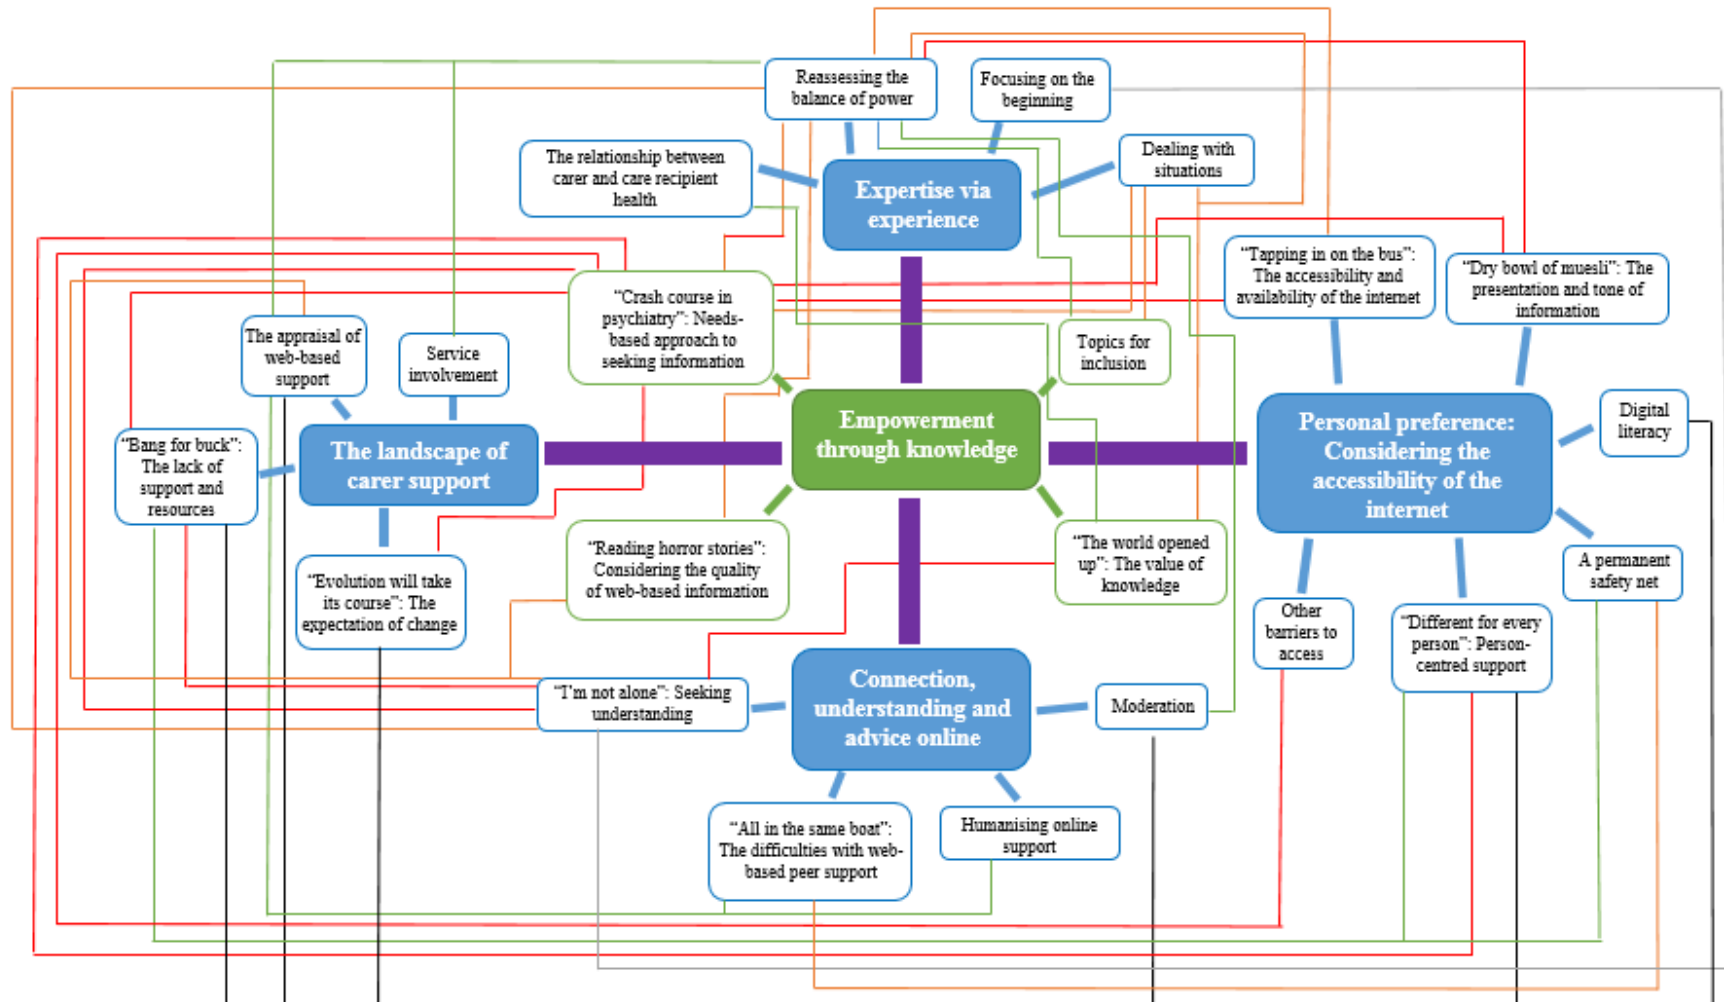 Reassessing the
balance of power
Focusing on the
beginning
The relationship between
carer and care recipient
health
Dealing with
situations
Expertise via
experience
“Crash course in
psychiatry”: Needs-
based approach to
seeking information
“Tapping in on the bus”:
The accessibility and
availability of the internet
“Dry bowl of muesli”: The
presentation and tone of
information
The appraisal of
web-based
support
Service
involvement
Topics for
inclusion
“Bang for buck”:
The lack of
support and
resources
The landscape of
carer support
Empowerment
through knowledge
Personal preference:
Considering the
accessibility of the
internet
Digital
literacy
“Evolution will take
its course”: The
expectation of change
“Reading horror stories”:
Considering the quality
of web-based information
“The world opened
up”: The value of
knowledge
A permanent
safety net
Other
barriers to
access
“Different for every
person”: Person-
centred support
“I'm not alone”: Seeking
understanding
Connection,
understanding and
advice online
Moderation
“All in the same boat”:
The difficulties with web-
based peer support
Humanising online
support